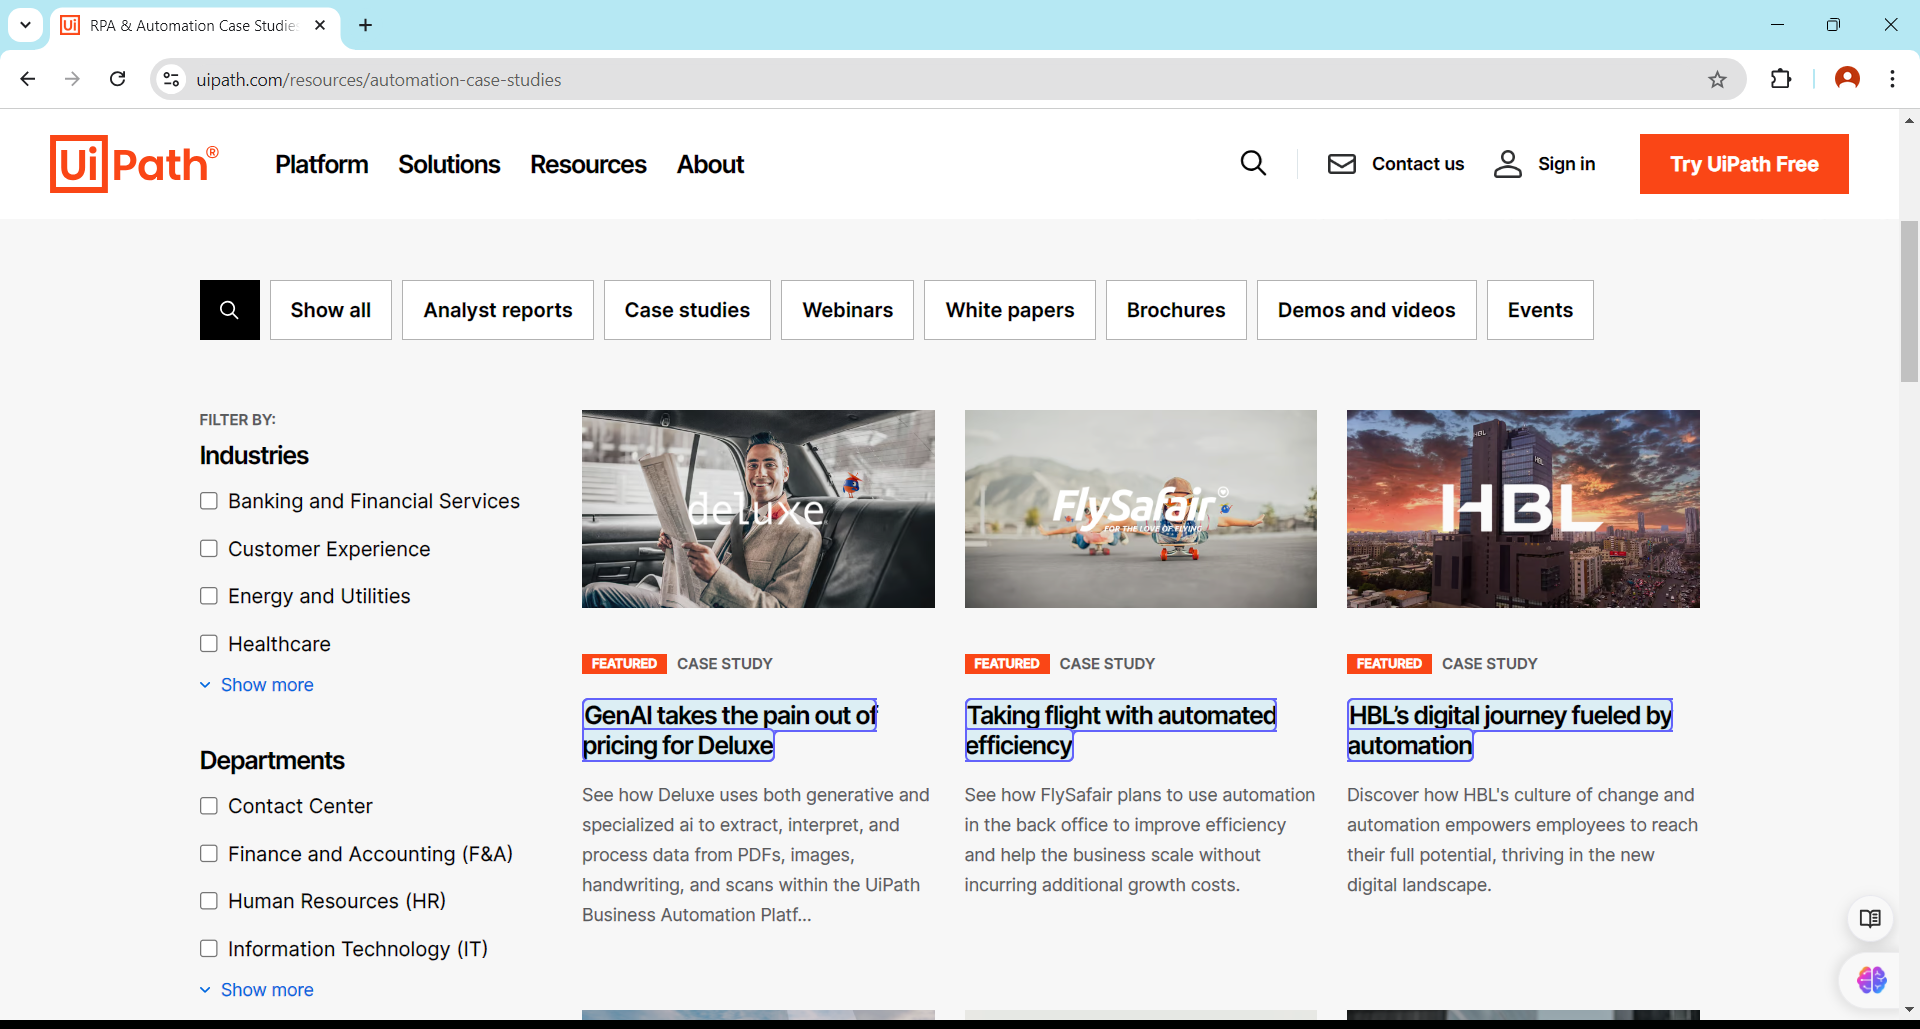 RPA & Automation Case Studies
uipath.com/resources/automation-case-studies
UiPath®
Platform
Solutions
Resources
About
Contact us
Sign in
Try UiPath Free
Show all
Analyst reports
Case studies
Webinars
White papers
Brochures
Demos and videos
Events
FILTER BY:
Industries
Banking and Financial Services
Customer Experience
Energy and Utilities
Healthcare
Show more
Departments
Contact Center
Finance and Accounting (F&A)
Human Resources (HR)
Information Technology (IT)
Show more
deluxe
FEATURED CASE STUDY
GenAI takes the pain out of
pricing for Deluxe
See how Deluxe uses both generative and
specialized ai to extract, interpret, and
process data from PDFs, images,
handwriting, and scans within the UiPath
Business Automation Platf...
FlySafair
FOR THE LOVE OF FLYING
FEATURED CASE STUDY
Taking flight with automated
efficiency
See how FlySafair plans to use automation
in the back office to improve efficiency
and help the business scale without
incurring additional growth costs.
HBL
HBL
HBL
FEATURED CASE STUDY
HBL’s digital journey fueled by
automation
Discover how HBL's culture of change and
automation empowers employees to reach
their full potential, thriving in the new
digital landscape.